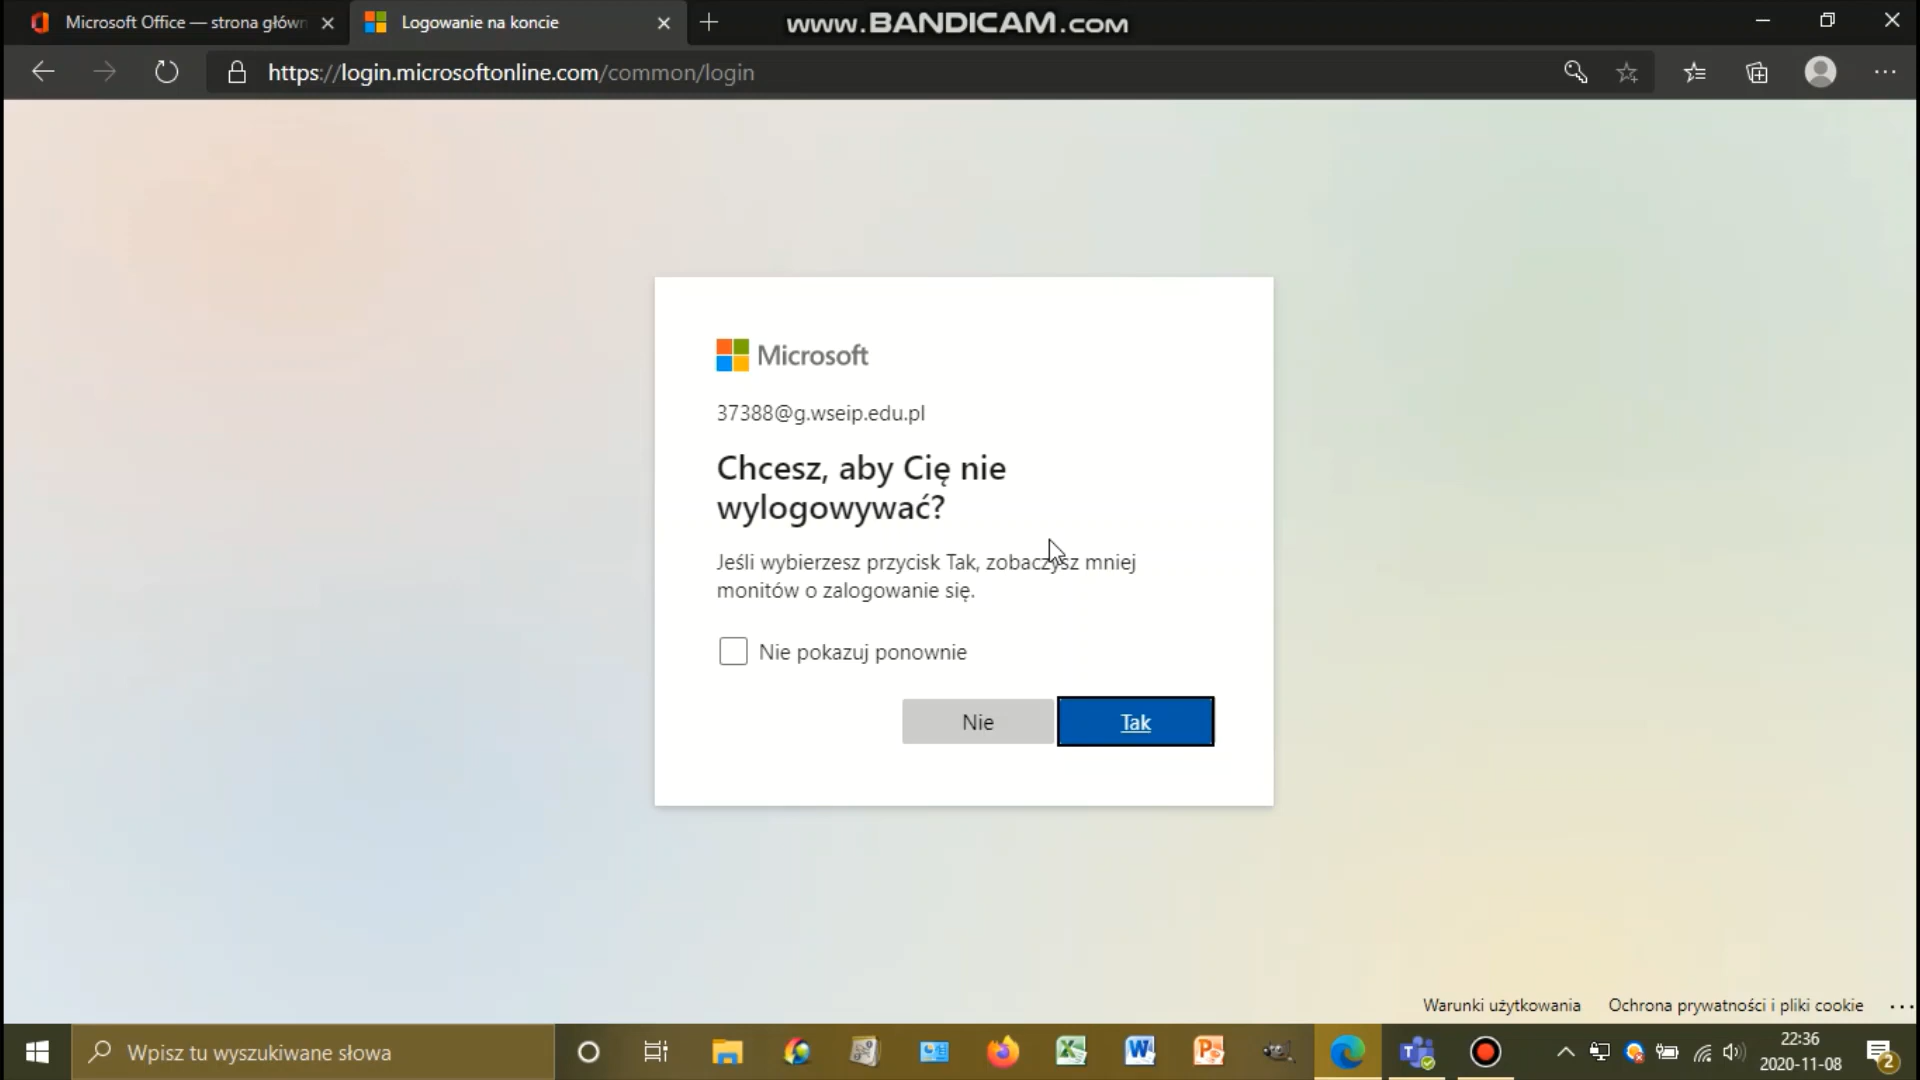 Microsoft Office — strona główn
Logowanie na koncie
www.BANDICAM.com
https://login.microsoftonline.com/common/login
Microsoft
37388@g.wseip.edu.pl
Chcesz, aby Cię nie
wylogowywać?
Jeśli wybierzesz przycisk Tak, zobaczysz mniej
monitów o zalogowanie się.
Nie pokazuj ponownie
Nie
Tak
Warunki użytkowania
Ochrona prywatności i pliki cookie
Wpisz tu wyszukiwane słowa
22:36
2020-11-08
2